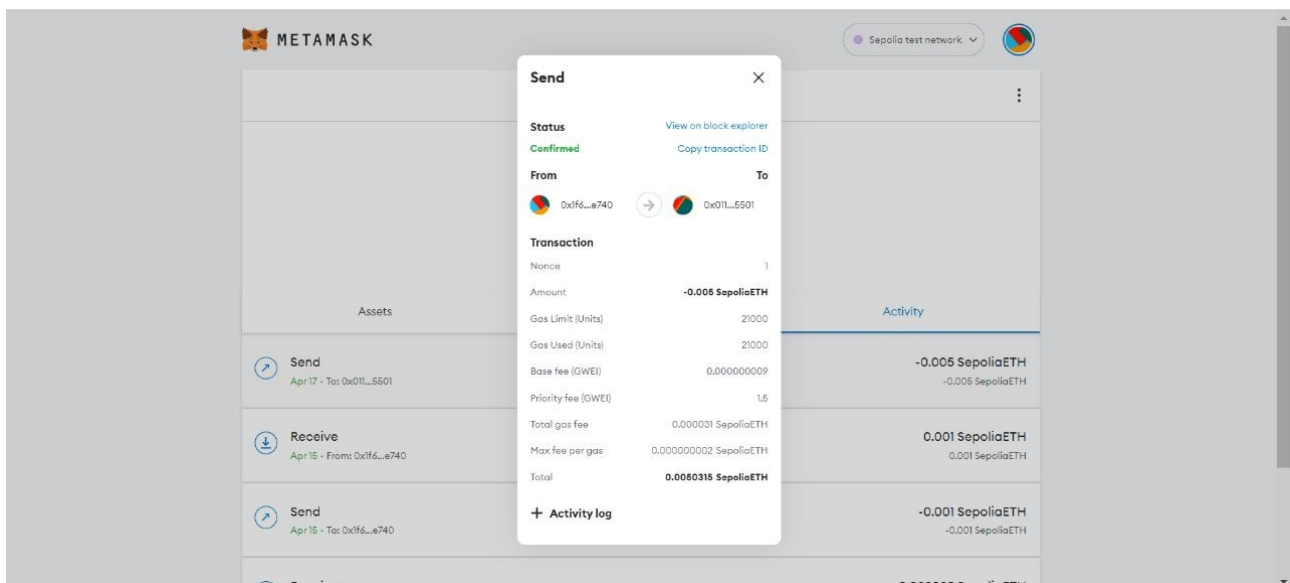 METAMASK
Sepolia test network
Send
Status View on block explorer
Confirmed Copy transaction ID
From To
0x1f6...e740 0x011...5501
Transaction
Nonce 1
Amount -0.005 SepoliaETH
Gas Limit (Units) 21000
Gas Used (Units) 21000
Base fee (GWEI) 0.000000009
Priority fee (GWEI) 1.5
Total gas fee 0.000031 SepoliaETH
Max fee per gas 0.000000002 SepoliaETH
Total 0.0050315 SepoliaETH
+ Activity log
Assets Activity
Send -0.005 SepoliaETH
Apr 17 · To: 0x011...5501 -0.005 SepoliaETH
Receive 0.001 SepoliaETH
Apr 15 · From: 0x1f6...e740 0.001 SepoliaETH
Send -0.001 SepoliaETH
Apr 15 · To: 0x1f6...e740 -0.001 SepoliaETH